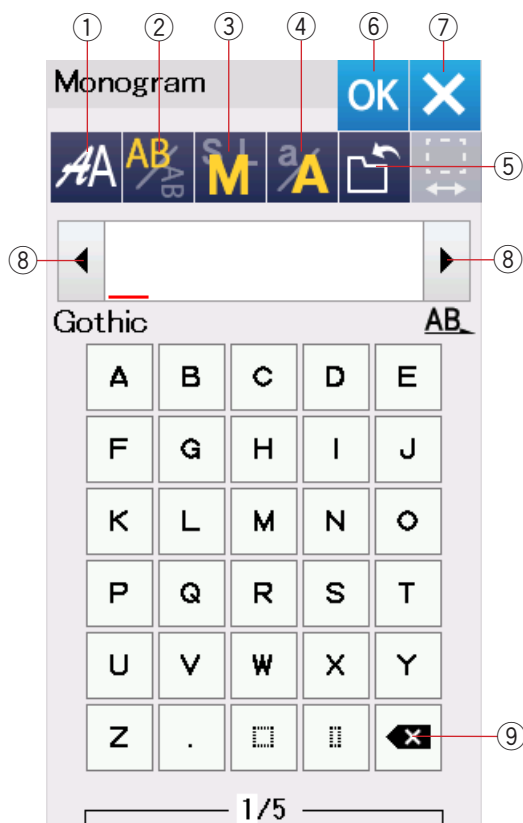 ① ② ③ ④ ⑥ ⑦
Monogram OK
AA AB/AB S M L a/A ⑤
⑧ ⑧
Gothic AB
A B C D E
F G H I J
K L M N O
P Q R S T
U V W X Y
Z . ⑨
1/5